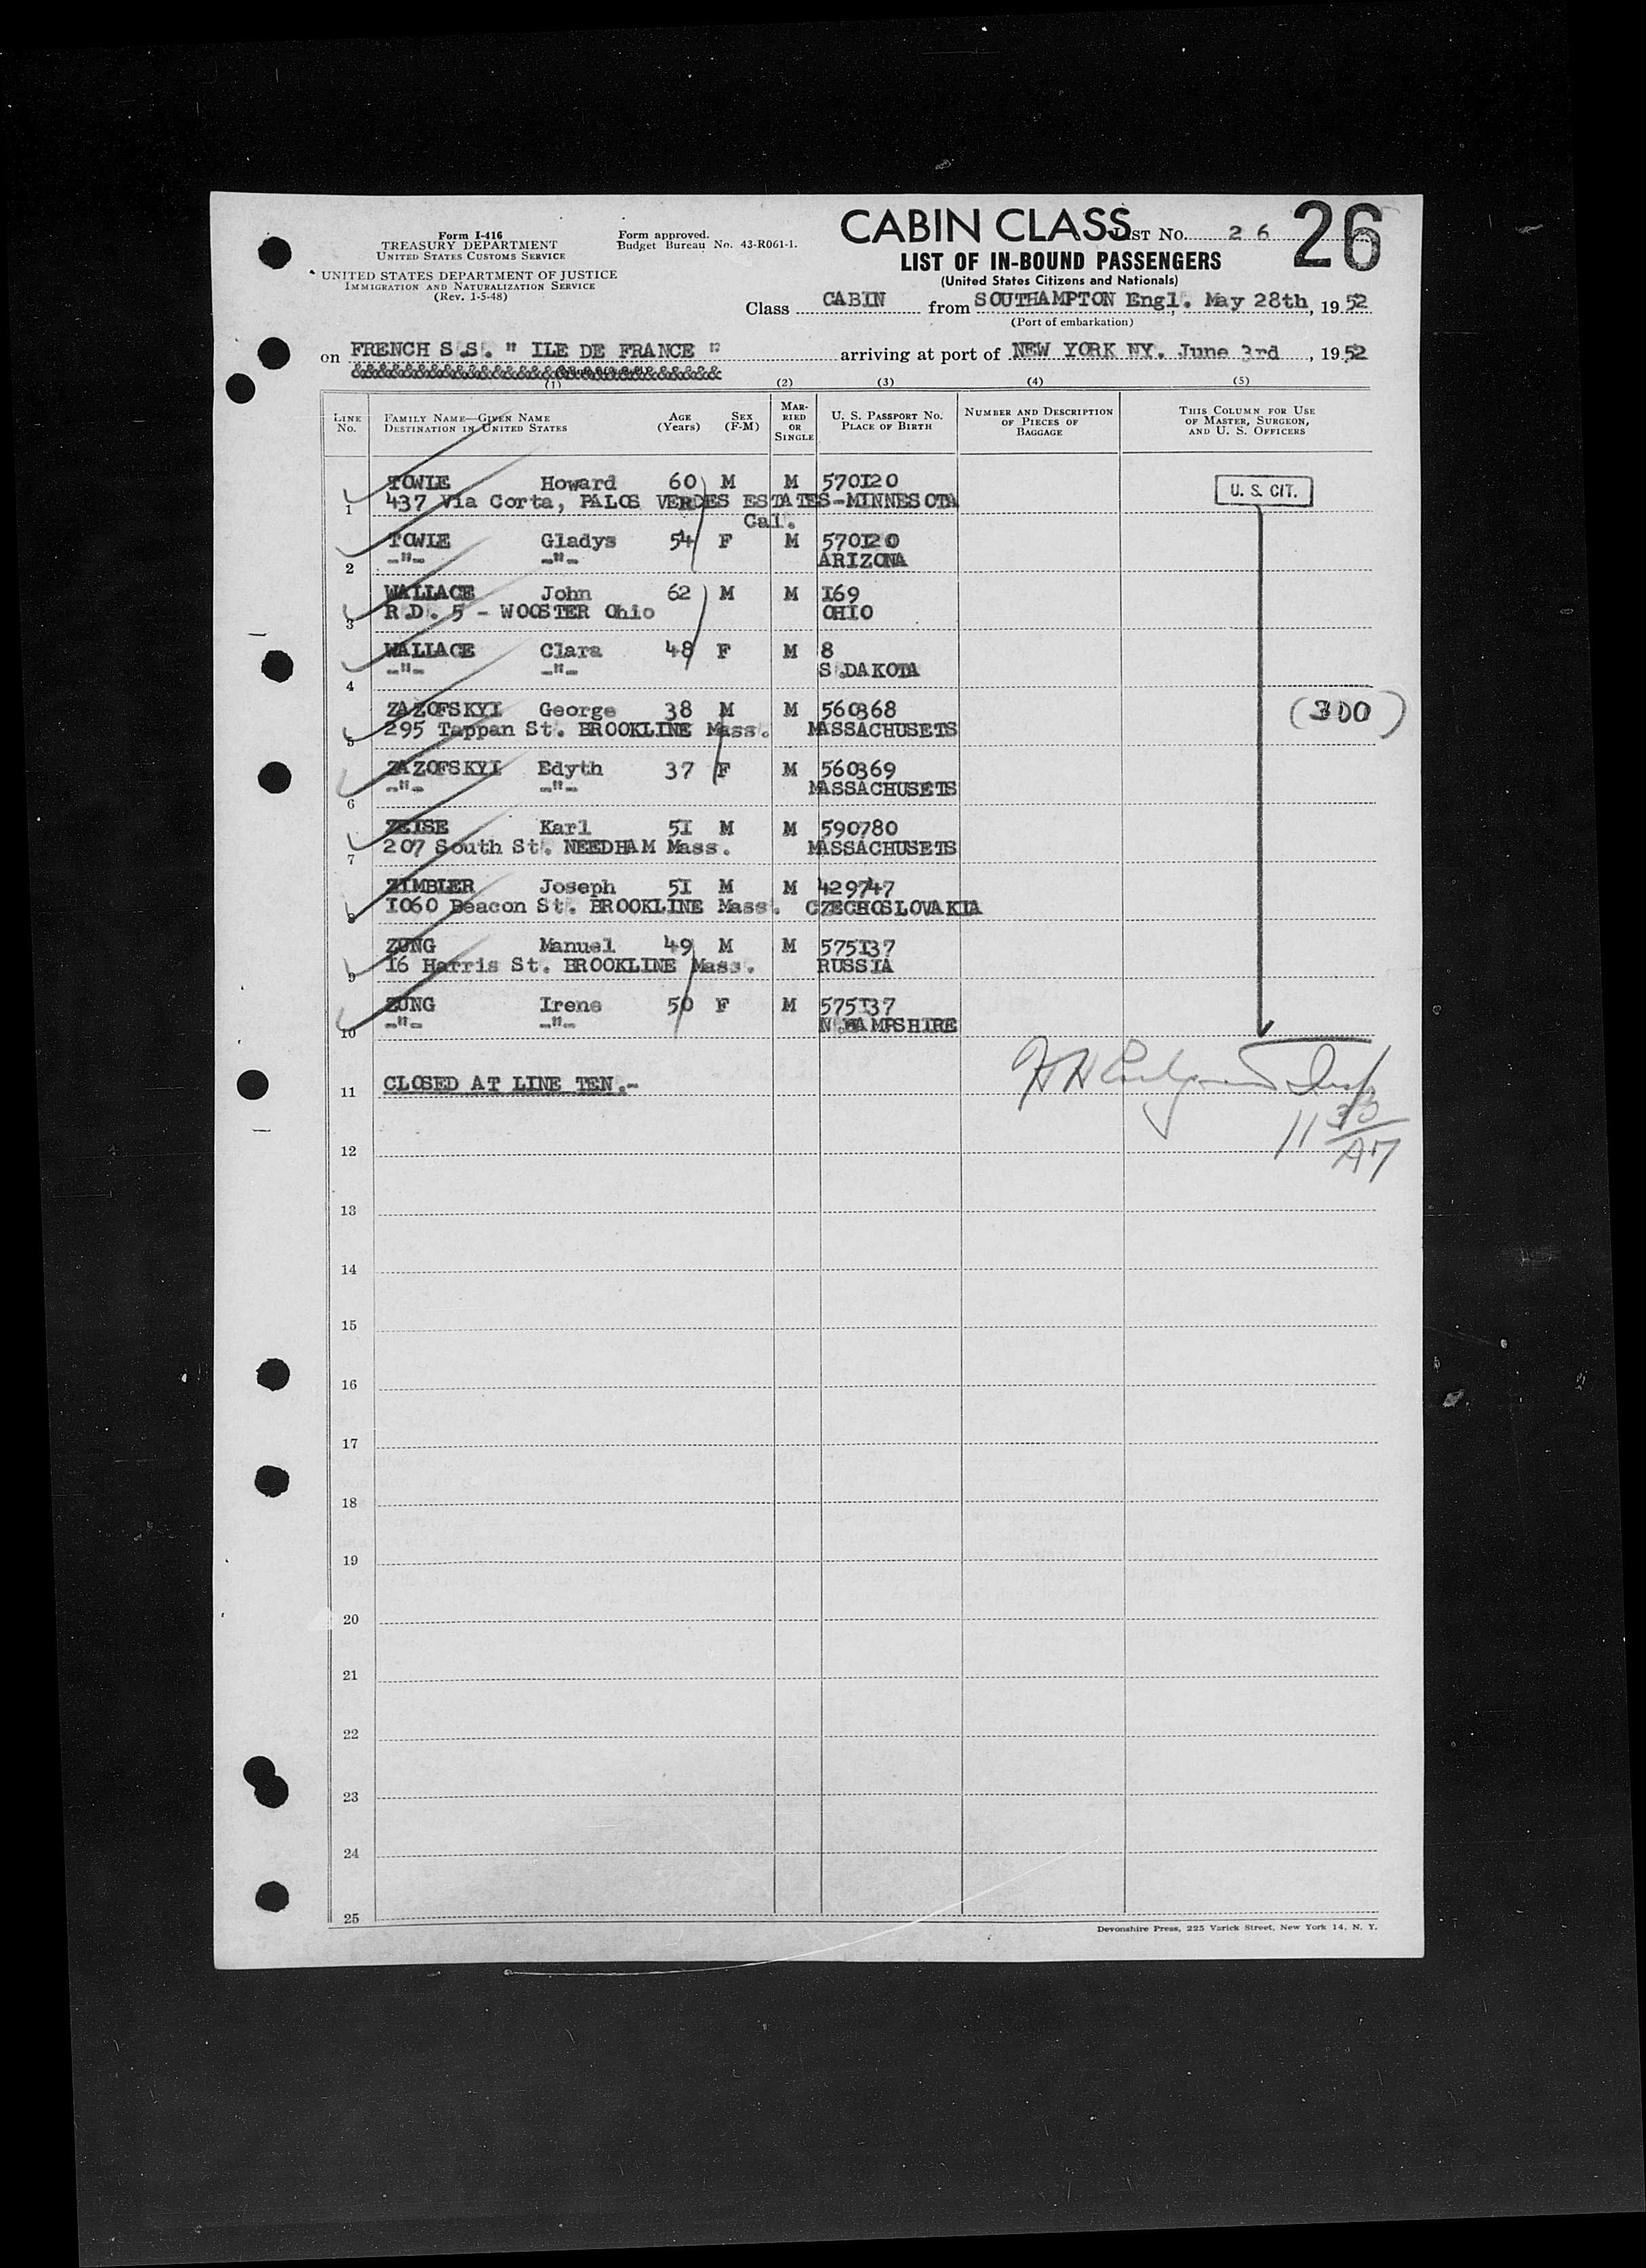 Form I-416
TREASURY DEPARTMENT
UNITED STATES CUSTOMS SERVICE
UNITED STATES DEPARTMENT OF JUSTICE
IMMIGRATION AND NATURALIZATION SERVICE
(Rev. 1-5-48)
Form approved.
Budget Bureau No. 43-R061-1.
CABIN CLASS
LIST NO. 26
26
LIST OF IN-BOUND PASSENGERS
(United States Citizens and Nationals)
Class CABIN from SOUTHAMPTON Engl. May 28th, 1952
(Port of embarkation)
on FRENCH S.S. " ILE DE FRANCE " arriving at port of NEW YORK NY. June 3rd, 1952
&&&&&&&&&&&&&&&&&&&&&&&&&&&&&
(1) (2) (3) (4) (5)
LINE No. FAMILY NAME—GIVEN NAME DESTINATION IN UNITED STATES AGE (Years) SEX (F-M) MARRIED OR SINGLE U. S. PASSPORT NO. PLACE OF BIRTH NUMBER AND DESCRIPTION OF PIECES OF BAGGAGE THIS COLUMN FOR USE OF MASTER, SURGEON, AND U. S. OFFICERS
TOWLE Howard 60 M M 570I20 U. S. CIT.
1 437 Via Corta, PALOS VERDES ESTATES-MINNESOTA
Cal.
TOWLE Gladys 54 F M 570I20
2 -"- -"- ARIZONA
WALLACE John 62 M M I69
3 R.D. 5 - WOOSTER Ohio OHIO
WALLACE Clara 48 F M 8
4 -"- -"- S.DAKOTA
ZAZOFSKYI George 38 M M 560368 (300)
5 295 Tappan St. BROOKLINE Mass. MASSACHUSETS
ZAZOFSKYI Edyth 37 F M 560369
6 -"- -"- MASSACHUSETS
ZEISE Karl 5I M M 590780
7 207 South St. NEEDHAM Mass. MASSACHUSETS
ZIMBLER Joseph 5I M M 429747
8 I060 Beacon St. BROOKLINE Mass. CZECHOSLOVAKIA
ZUNG Manuel 49 M M 575I37
9 I6 Harris St. BROOKLINE Mass. RUSSIA
ZUNG Irene 50 F M 575I37
10 -"- -"- N.HAMPSHIRE
11 CLOSED AT LINE TEN.-
12
13
14
15
16
17
18
19
20
21
22
23
24
25
Devonshire Press, 225 Varick Street, New York 14, N. Y.